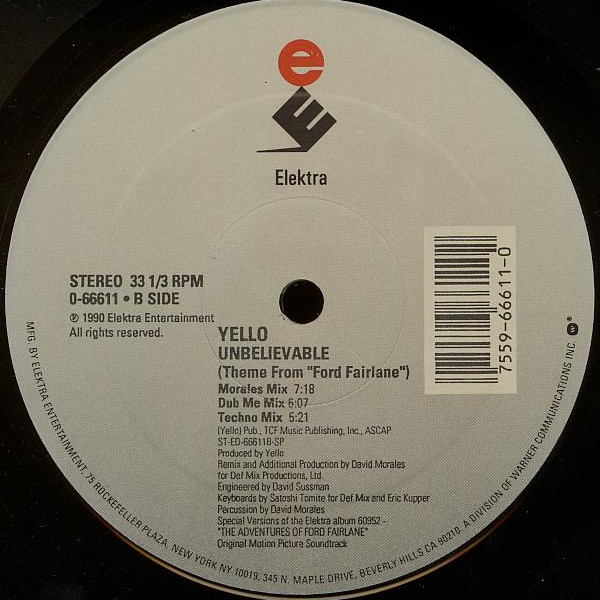 e
E
Elektra
STEREO 33 1/3 RPM
0-66611 • B SIDE
℗ 1990 Elektra Entertainment
All rights reserved.
7559-66611-0
YELLO
UNBELIEVABLE
(Theme From "Ford Fairlane")
Morales Mix 7:18
Dub Me Mix 6:07
Techno Mix 5:21
(Yello) Pub., TCF Music Publishing, Inc., ASCAP
ST-ED-66611B-SP
Produced by Yello
Remix and Additional Production by David Morales
for Def Mix Productions, Ltd.
Engineered by David Sussman
Keyboards by Satoshi Tomite for Def Mix and Eric Kupper
Percussion by David Morales
Special Versions of the Elektra album 60952 -
"THE ADVENTURES OF FORD FAIRLANE"
Original Motion Picture Soundtrack
MFG. BY ELEKTRA ENTERTAINMENT, 75 ROCKEFELLER PLAZA, NEW YORK NY 10019, 345 N. MAPLE DRIVE, BEVERLY HILLS CA 90210. A DIVISION OF WARNER COMMUNICATIONS INC. ®